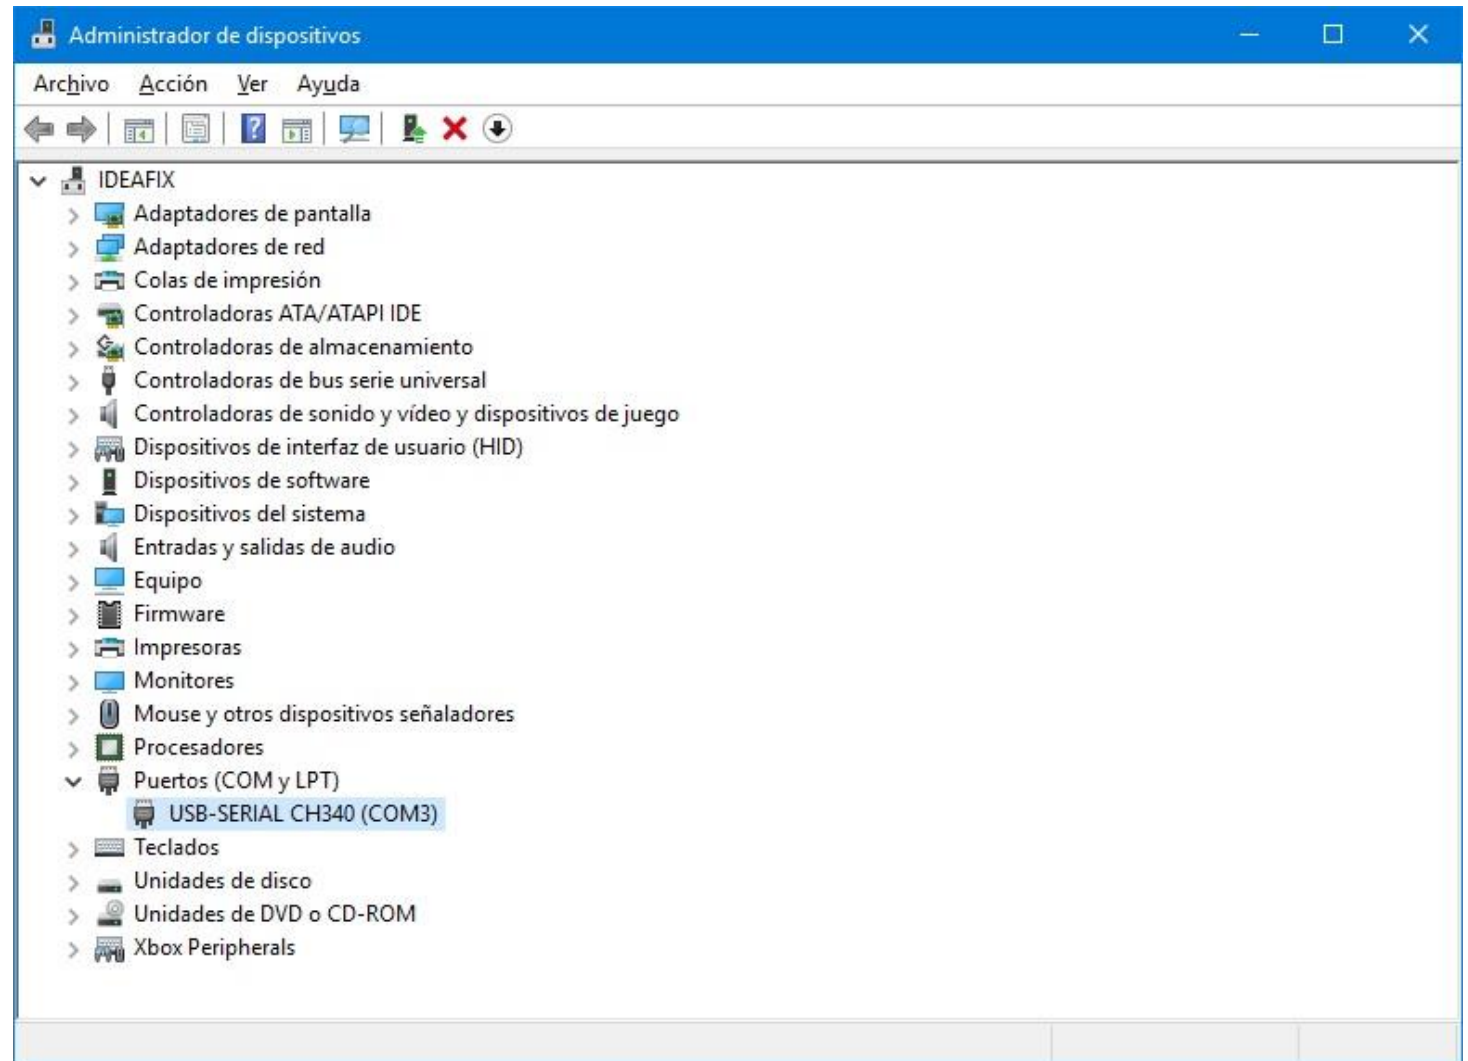 Administrador de dispositivos
Archivo Acción Ver Ayuda
IDEAFIX
Adaptadores de pantalla
Adaptadores de red
Colas de impresión
Controladoras ATA/ATAPI IDE
Controladoras de almacenamiento
Controladoras de bus serie universal
Controladoras de sonido y vídeo y dispositivos de juego
Dispositivos de interfaz de usuario (HID)
Dispositivos de software
Dispositivos del sistema
Entradas y salidas de audio
Equipo
Firmware
Impresoras
Monitores
Mouse y otros dispositivos señaladores
Procesadores
Puertos (COM y LPT)
USB-SERIAL CH340 (COM3)
Teclados
Unidades de disco
Unidades de DVD o CD-ROM
Xbox Peripherals